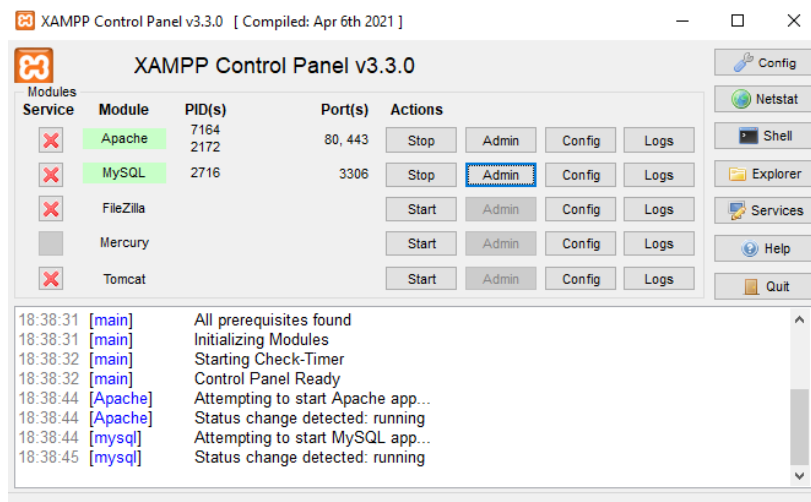 XAMPP Control Panel v3.3.0 [ Compiled: Apr 6th 2021 ]
XAMPP Control Panel v3.3.0
Config
Modules
Service Module PID(s) Port(s) Actions
Netstat
Apache 7164 2172 80, 443 Stop Admin Config Logs
Shell
MySQL 2716 3306 Stop Admin Config Logs
Explorer
FileZilla Start Admin Config Logs
Services
Mercury Start Admin Config Logs
Help
Tomcat Start Admin Config Logs
Quit
18:38:31 [main] All prerequisites found
18:38:31 [main] Initializing Modules
18:38:32 [main] Starting Check-Timer
18:38:32 [main] Control Panel Ready
18:38:44 [Apache] Attempting to start Apache app...
18:38:44 [Apache] Status change detected: running
18:38:44 [mysql] Attempting to start MySQL app...
18:38:45 [mysql] Status change detected: running